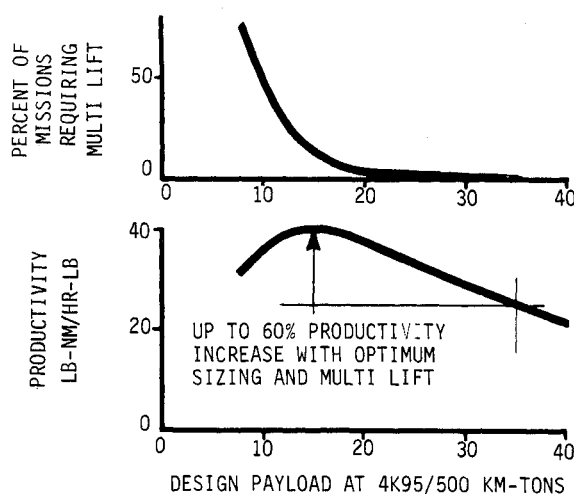 PERCENT OF
MISSIONS
REQUIRING
MULTI LIFT
50
0
0 10 20 30 40
PRODUCTIVITY
LB-NM/HR-LB
40
20
0
UP TO 60% PRODUCTIVITY
INCREASE WITH OPTIMUM
SIZING AND MULTI LIFT
0 10 20 30 40
DESIGN PAYLOAD AT 4K95/500 KM-TONS